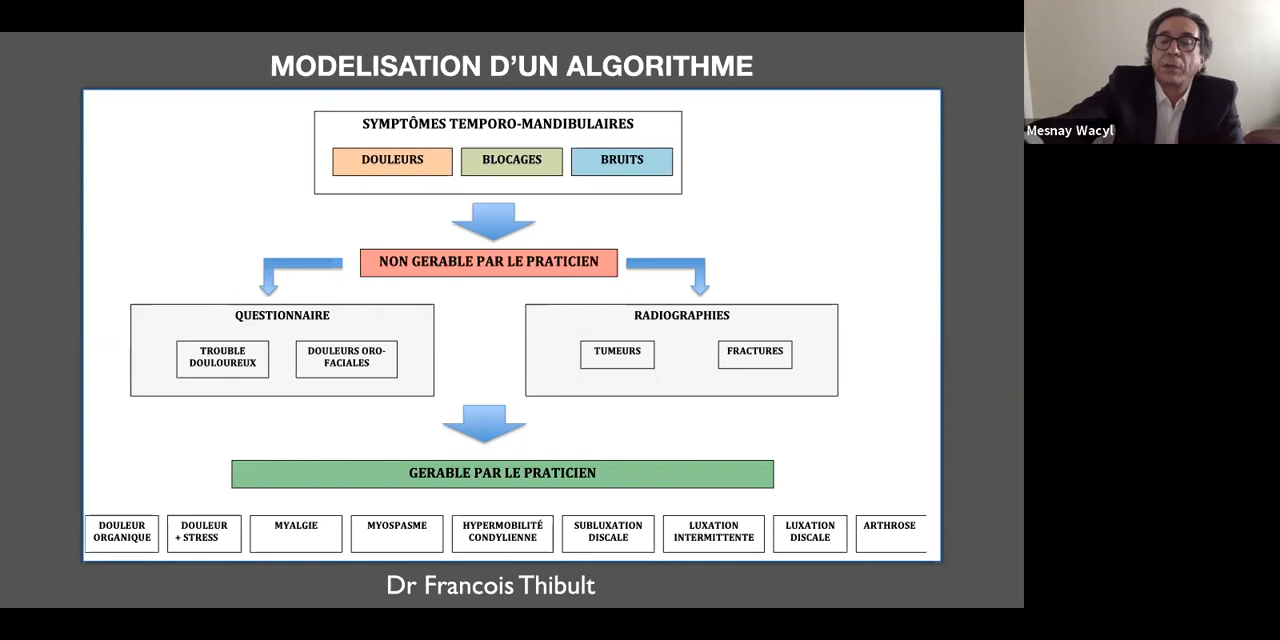 MODELISATION D'UN ALGORITHME
Mesnay Wacyl
SYMPTÔMES TEMPORO-MANDIBULAIRES
DOULEURS
BLOCAGES
BRUITS
NON GERABLE PAR LE PRATICIEN
QUESTIONNAIRE
TROUBLE
DOULOUREUX
DOULEURS ORO-
FACIALES
RADIOGRAPHIES
TUMEURS
FRACTURES
GERABLE PAR LE PRATICIEN
DOULEUR
ORGANIQUE
DOULEUR
+ STRESS
MYALGIE
MYOSPASME
HYPERMOBILITÉ
CONDYLIENNE
SUBLUXATION
DISCALE
LUXATION
INTERMITTENTE
LUXATION
DISCALE
ARTHROSE
Dr Francois Thibult